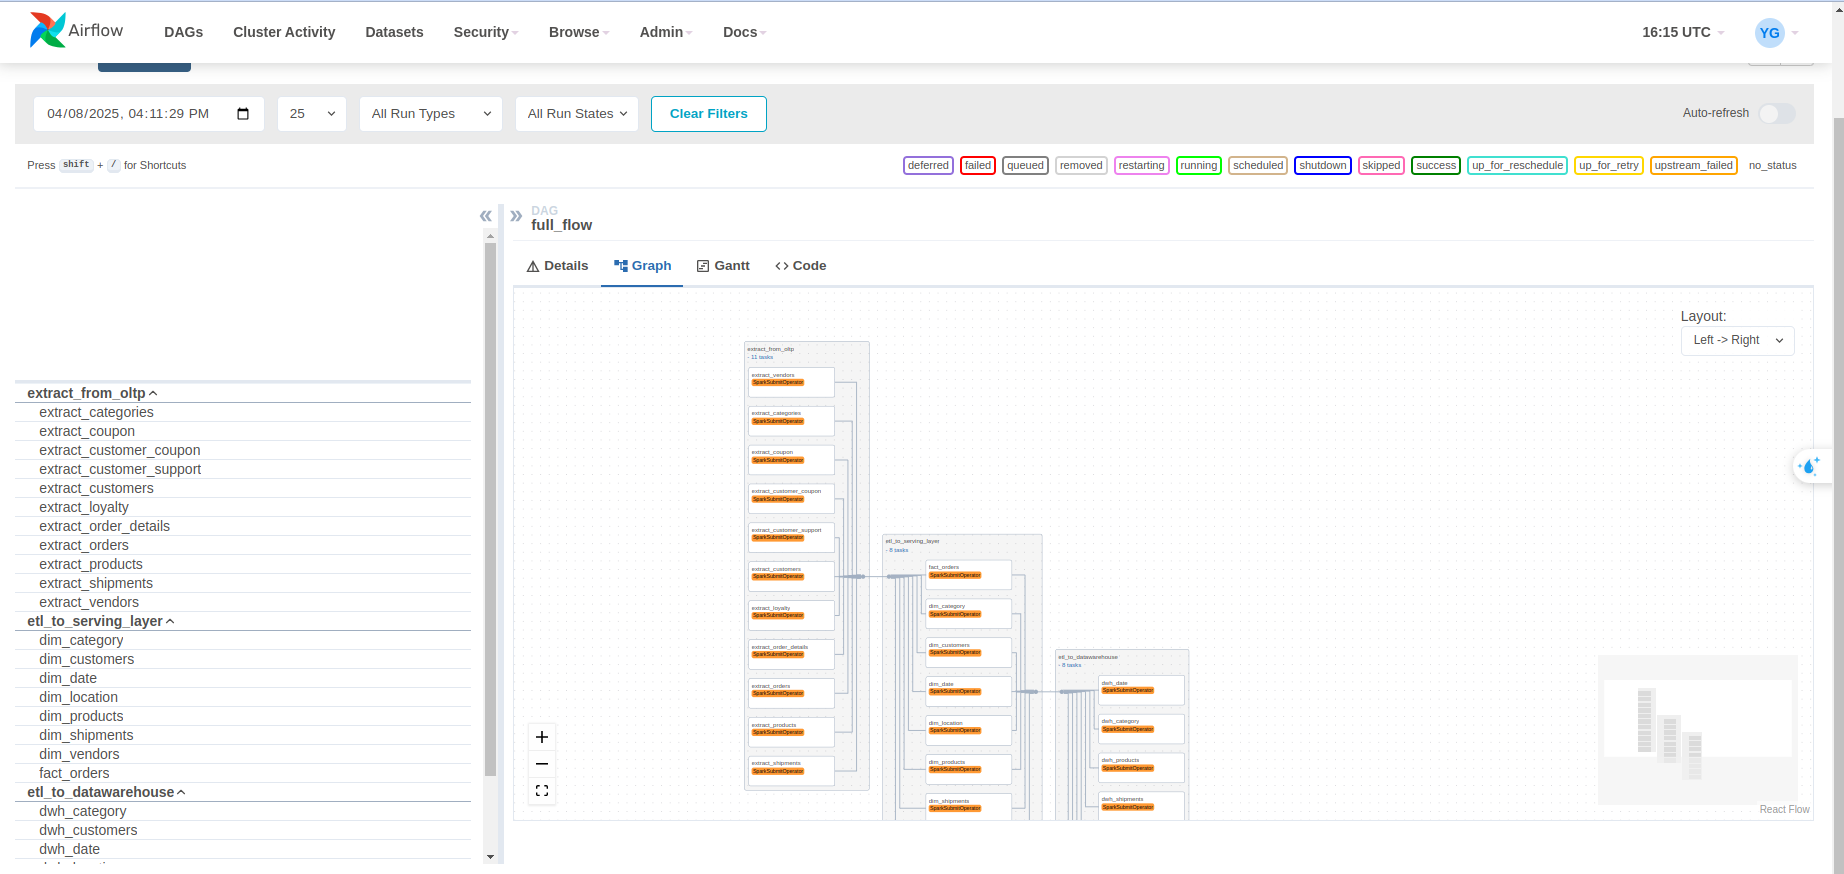 Airflow
DAGs
Cluster Activity
Datasets
Security
Browse
Admin
Docs
16:15 UTC
YG
04/08/2025, 04:11:29 PM
25
All Run Types
All Run States
Clear Filters
Auto-refresh
Press shift + / for Shortcuts
deferred
failed
queued
removed
restarting
running
scheduled
shutdown
skipped
success
up_for_reschedule
up_for_retry
upstream_failed
no_status
extract_from_oltp
extract_categories
extract_coupon
extract_customer_coupon
extract_customer_support
extract_customers
extract_loyalty
extract_order_details
extract_orders
extract_products
extract_shipments
extract_vendors
etl_to_serving_layer
dim_category
dim_customers
dim_date
dim_location
dim_products
dim_shipments
dim_vendors
fact_orders
etl_to_datawarehouse
dwh_category
dwh_customers
dwh_date
DAG
full_flow
Details
Graph
Gantt
Code
Layout:
Left -> Right
extract_from_oltp
- 11 tasks
extract_vendors
SparkSubmitOperator
extract_categories
SparkSubmitOperator
extract_coupon
SparkSubmitOperator
extract_customer_coupon
SparkSubmitOperator
extract_customer_support
SparkSubmitOperator
extract_customers
SparkSubmitOperator
extract_loyalty
SparkSubmitOperator
extract_order_details
SparkSubmitOperator
extract_orders
SparkSubmitOperator
extract_products
SparkSubmitOperator
extract_shipments
SparkSubmitOperator
etl_to_serving_layer
- 8 tasks
fact_orders
SparkSubmitOperator
dim_category
SparkSubmitOperator
dim_customers
SparkSubmitOperator
dim_date
SparkSubmitOperator
dim_location
SparkSubmitOperator
dim_products
SparkSubmitOperator
dim_shipments
SparkSubmitOperator
etl_to_datawarehouse
- 8 tasks
dwh_date
SparkSubmitOperator
dwh_category
SparkSubmitOperator
dwh_products
SparkSubmitOperator
dwh_shipments
SparkSubmitOperator
React Flow